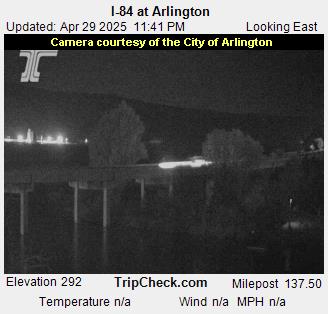 I-84 at Arlington
Updated: Apr 29 2025 11:41 PM Looking East
Camera courtesy of the City of Arlington
Elevation 292 TripCheck.com Milepost 137.50
Temperature n/a Wind n/a MPH n/a